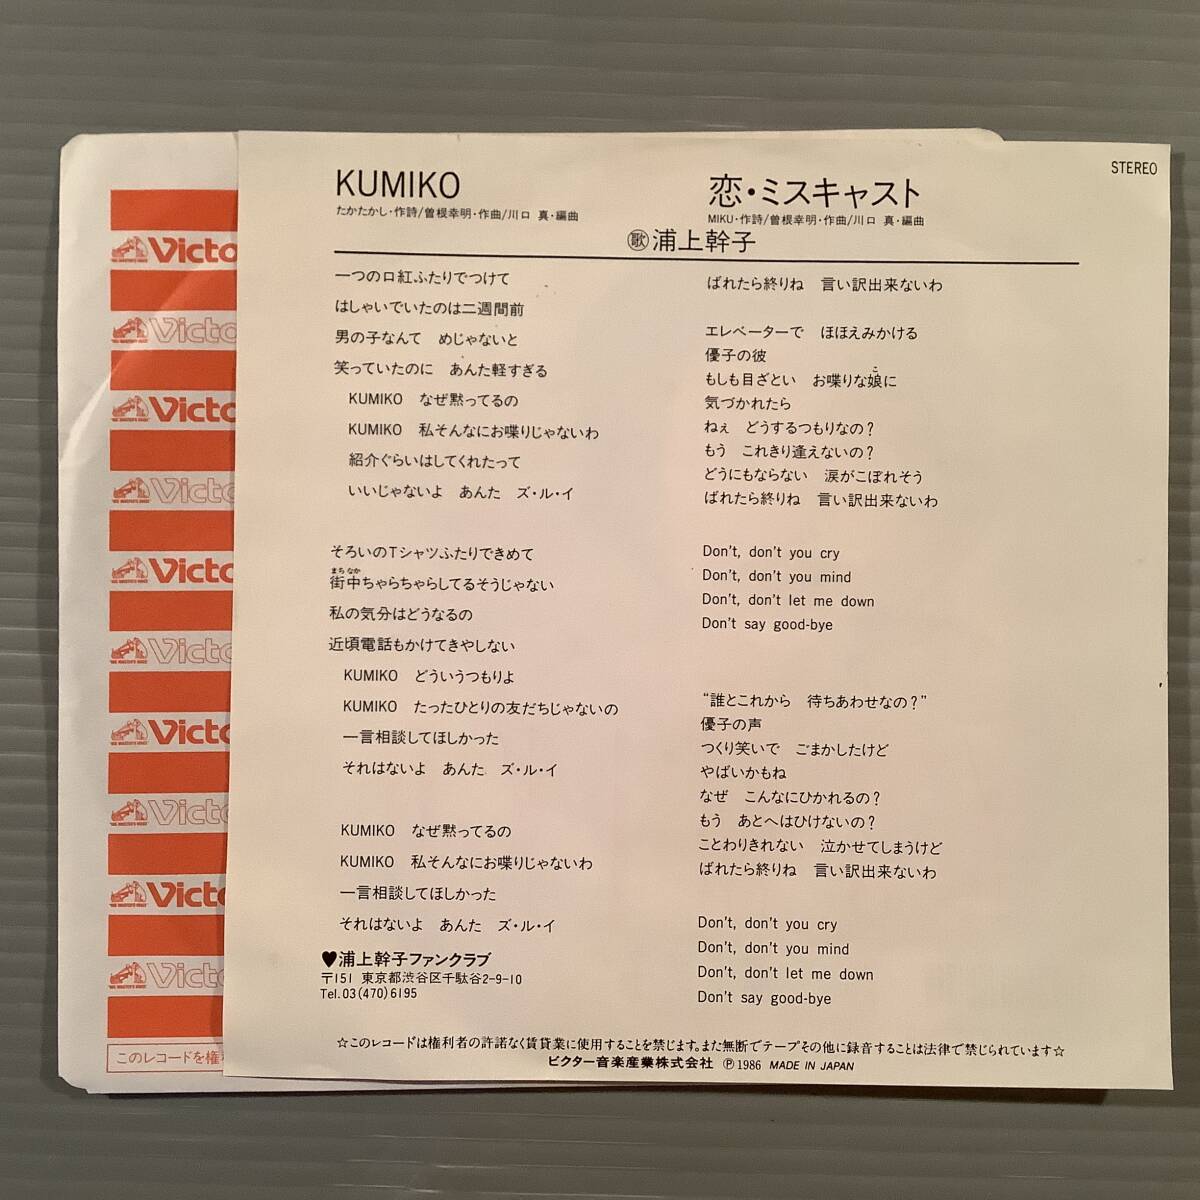 STEREO
KUMIKO
たかたかし・作詩/曽根幸明・作曲/川口 真・編曲
恋・ミスキャスト
MIKU・作詩/曽根幸明・作曲/川口 真・編曲
㊭浦上幹子
一つの口紅ふたりでつけて
はしゃいでいたのは二週間前
男の子なんて めじゃないと
笑っていたのに あんた軽すぎる
KUMIKO なぜ黙ってるの
KUMIKO 私そんなにお喋りじゃないわ
紹介ぐらいはしてくれたって
いいじゃないよ あんた ズ・ル・イ
そろいのTシャツふたりできめて
まちなか
街中ちゃらちゃらしてるそうじゃない
私の気分はどうなるの
近頃電話もかけてきやしない
KUMIKO どういうつもりよ
KUMIKO たったひとりの友だちじゃないの
一言相談してほしかった
それはないよ あんた ズ・ル・イ
KUMIKO なぜ黙ってるの
KUMIKO 私そんなにお喋りじゃないわ
一言相談してほしかった
それはないよ あんた ズ・ル・イ
♥浦上幹子ファンクラブ
〒151 東京都渋谷区千駄谷2-9-10
Tel.03(470)6195
ばれたら終りね 言い訳出来ないわ
エレベーターで ほほえみかける
優子の彼
こ
もしも目ざとい お喋りな娘に
気づかれたら
ねぇ どうするつもりなの?
もう これきり逢えないの?
どうにもならない 涙がこぼれそう
ばれたら終りね 言い訳出来ないわ
Don't, don't you cry
Don't, don't you mind
Don't, don't let me down
Don't say good-bye
“誰とこれから 待ちあわせなの?”
優子の声
つくり笑いで ごまかしたけど
やばいかもね
なぜ こんなにひかれるの?
もう あとへはひけないの?
ことわりきれない 泣かせてしまうけど
ばれたら終りね 言い訳出来ないわ
Don't, don't you cry
Don't, don't you mind
Don't, don't let me down
Don't say good-bye
☆このレコードは権利者の許諾なく賃貸業に使用することを禁じます。また無断でテープその他に録音することは法律で禁じられています☆
ビクター音楽産業株式会社 Ⓟ1986 MADE IN JAPAN
Victo
Victo
Victo
Victo
Victo
Victo
Victo
Victo
Victo
Victo
このレコードを権利